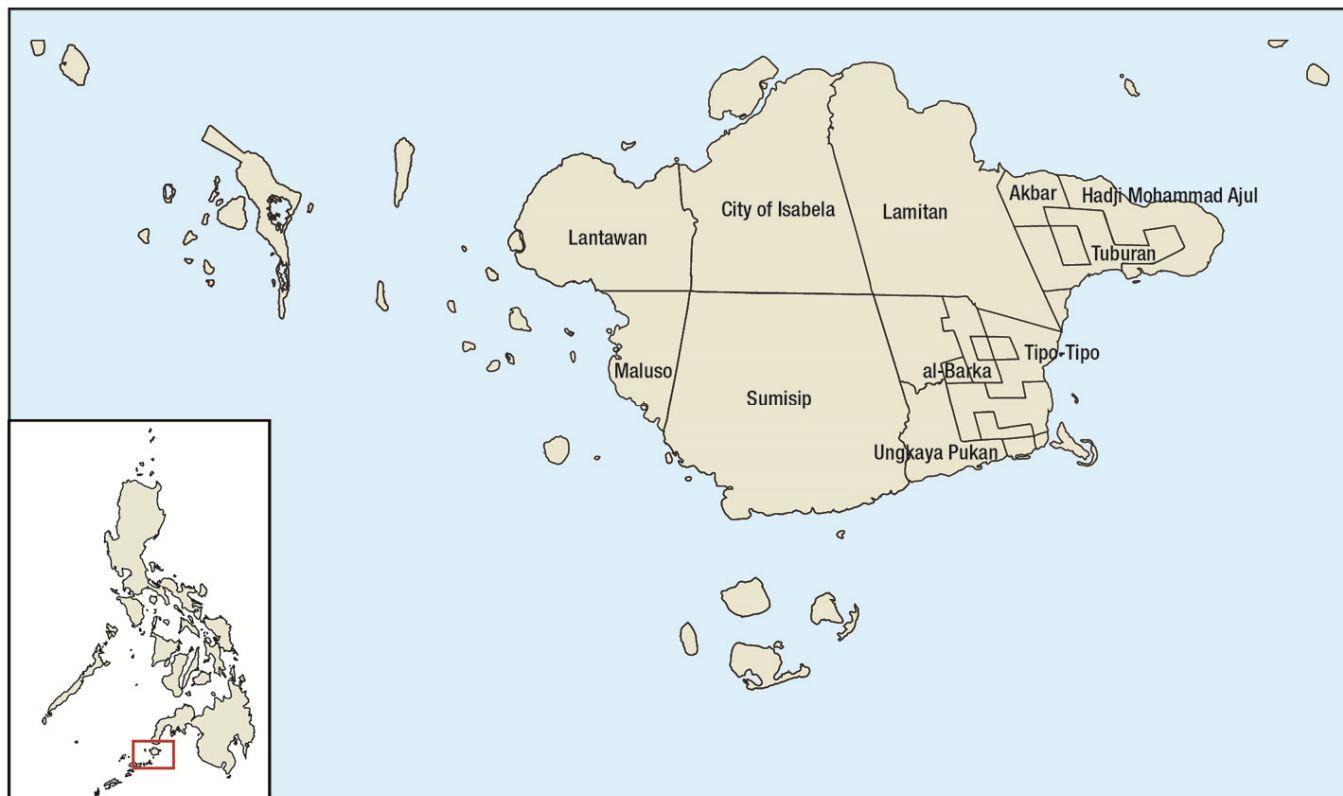 Akbar
Hadji Mohammad Ajul
City of Isabela
Lamitan
Lantawan
Tuburan
Tipo-Tipo
Maluso
al-Barka
Sumisip
Ungkaya Pukan